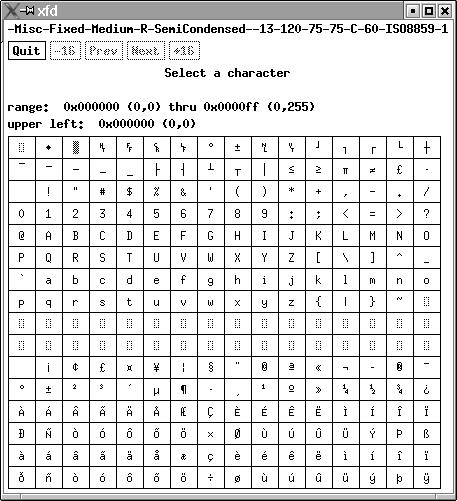 xfd
-Misc-Fixed-Medium-R-SemiCondensed--13-120-75-75-C-60-ISO8859-1
Quit -16 Prev Next +16
Select a character
range: 0x000000 (0,0) thru 0x0000ff (0,255)
upper left: 0x000000 (0,0)
◆ ▒ ␉ ␌ ␍ ␊ ° ± ␤ ␋ ┘ ┐ ┌ └ ┼
⎺ ⎻ ─ ⎼ ⎽ ├ ┤ ┴ ┬ │ ≤ ≥ π ≠ £ ·
! " # $ % & ' ( ) * + , - . /
0 1 2 3 4 5 6 7 8 9 : ; < = > ?
@ A B C D E F G H I J K L M N O
P Q R S T U V W X Y Z [ \ ] ^ _
` a b c d e f g h i j k l m n o
p q r s t u v w x y z { | } ~
¡ ¢ £ ¤ ¥ ¦ § ¨ © ª « ¬ - ® ¯
° ± ² ³ ´ µ ¶ · ¸ ¹ º » ¼ ½ ¾ ¿
À Á Â Ã Ä Å Æ Ç È É Ê Ë Ì Í Î Ï
Ð Ñ Ò Ó Ô Õ Ö × Ø Ù Ú Û Ü Ý Þ ß
à á â ã ä å æ ç è é ê ë ì í î ï
ð ñ ò ó ô õ ö ÷ ø ù ú û ü ý þ ÿ